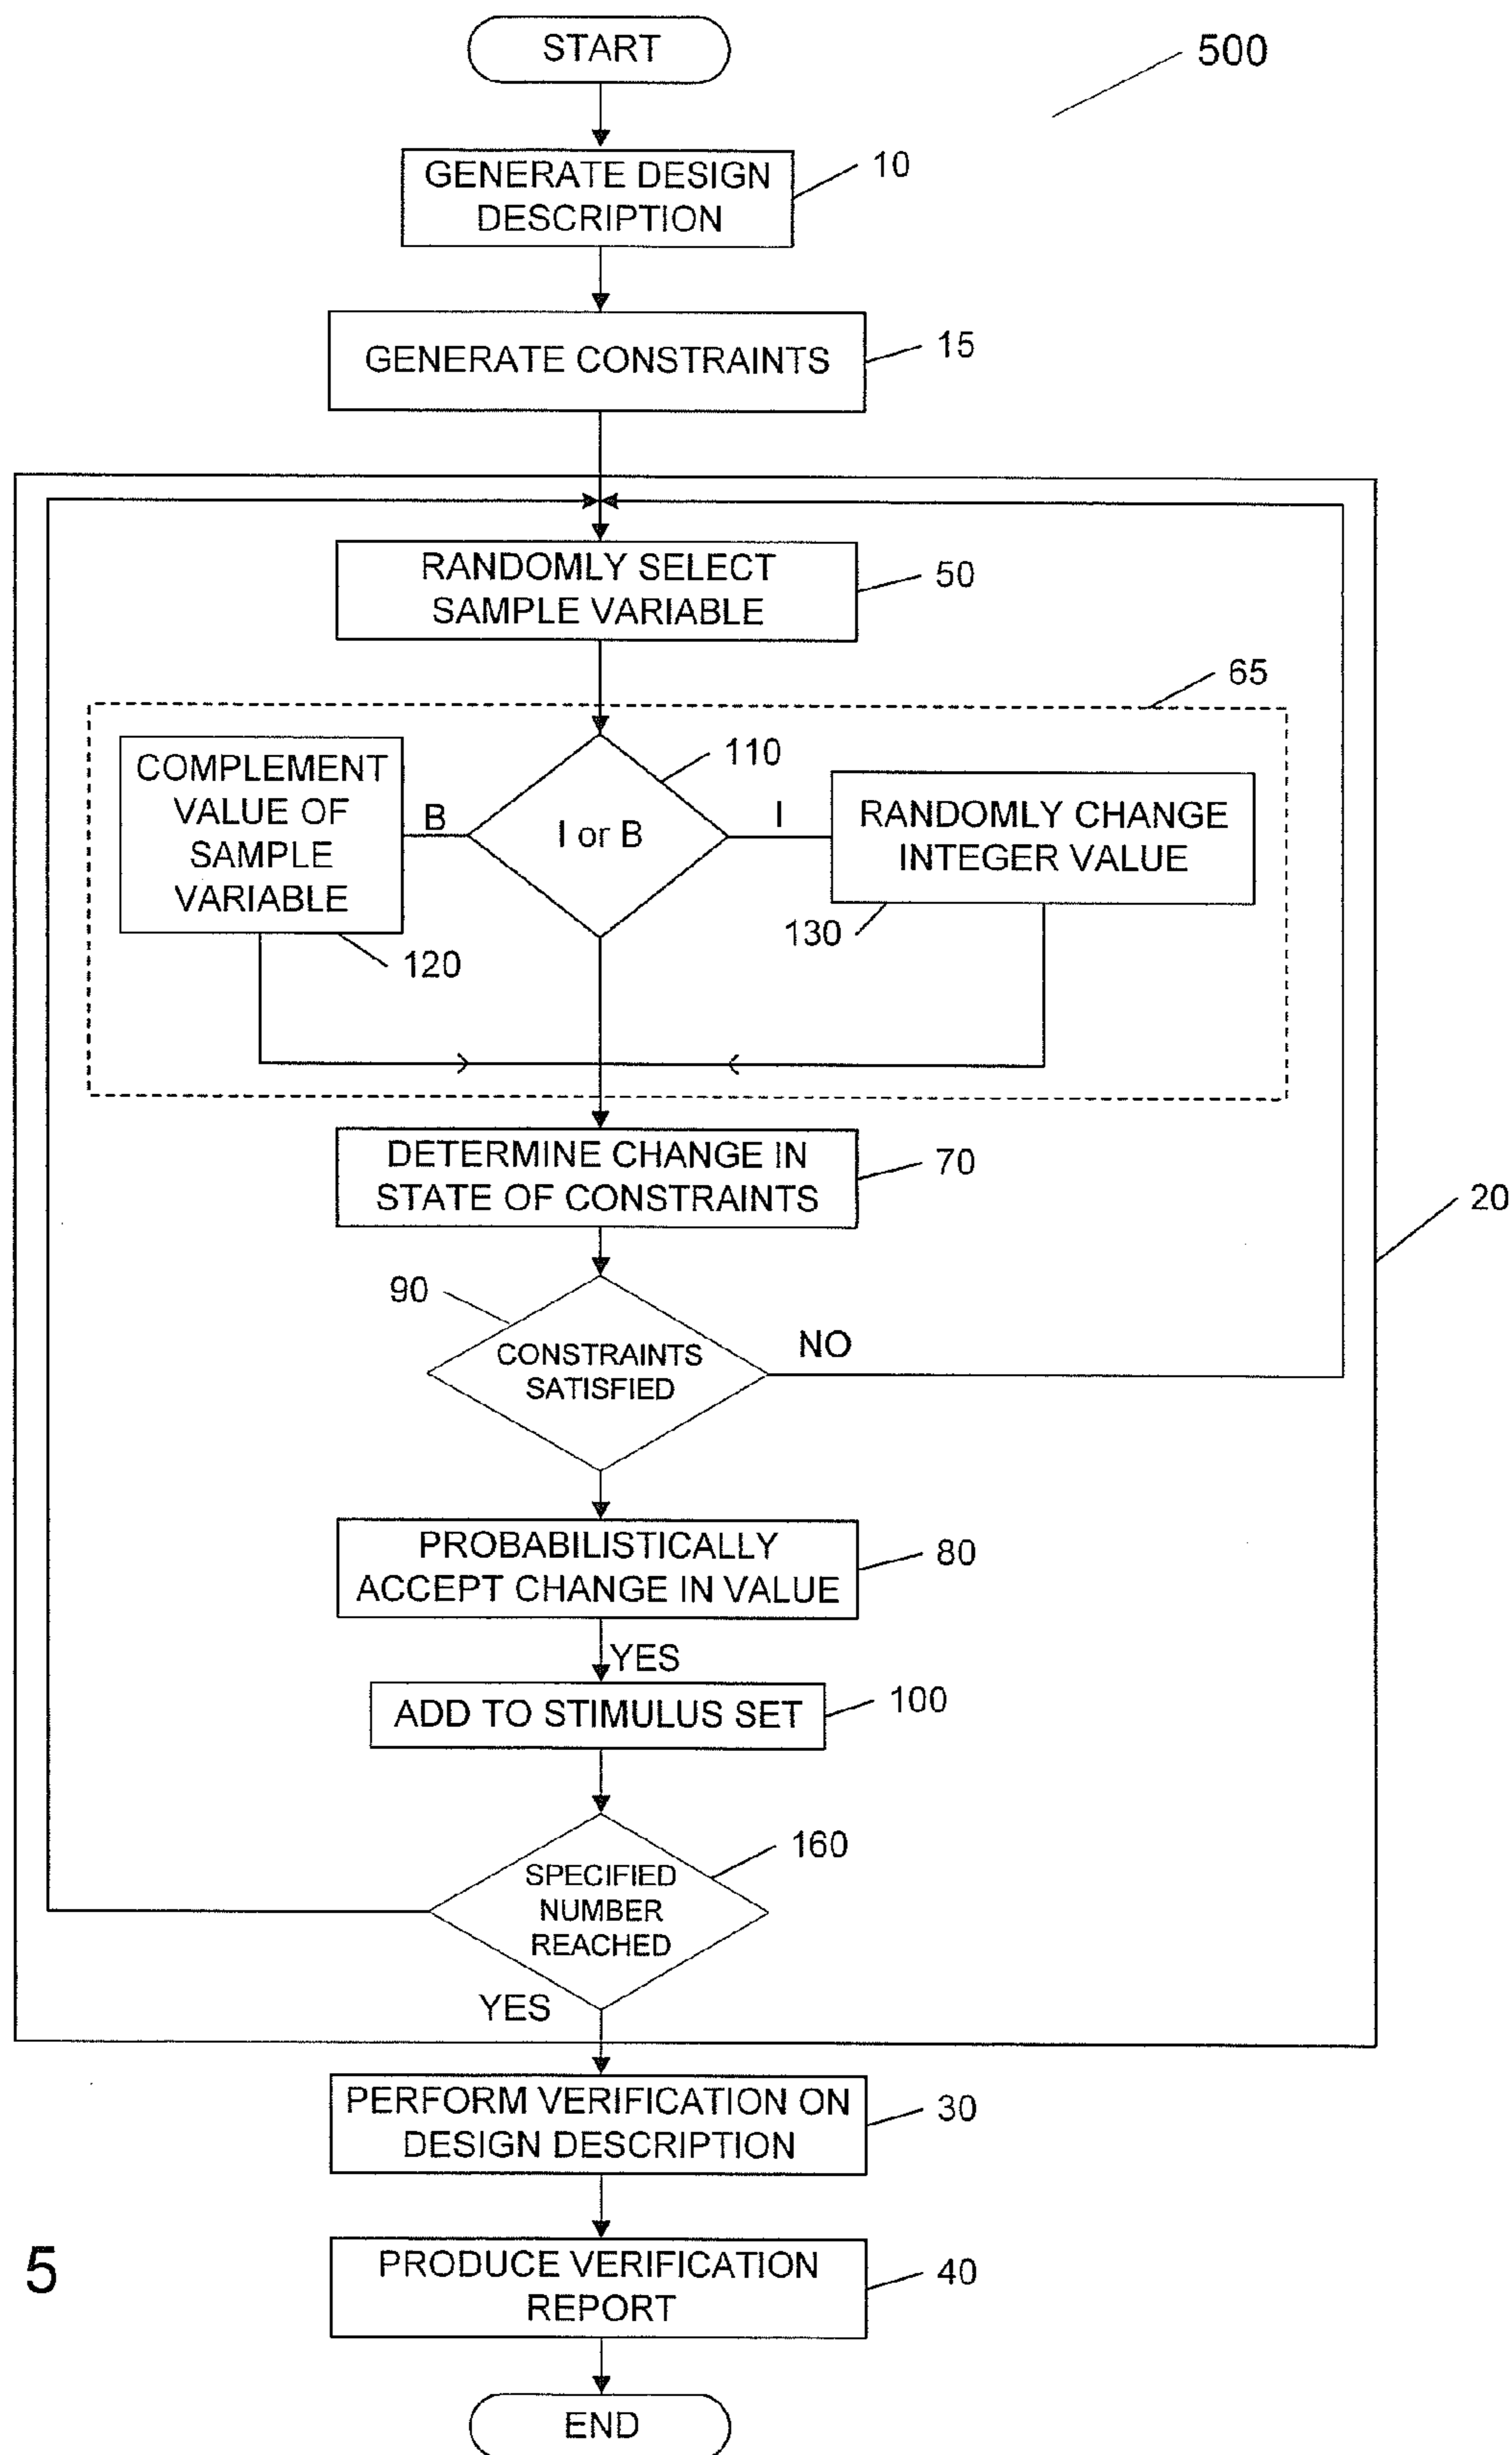 START
500
GENERATE DESIGN
DESCRIPTION
10
GENERATE CONSTRAINTS
15
RANDOMLY SELECT
SAMPLE VARIABLE
50
65
COMPLEMENT
VALUE OF
SAMPLE
VARIABLE
120
B
I or B
110
I
RANDOMLY CHANGE
INTEGER VALUE
130
DETERMINE CHANGE IN
STATE OF CONSTRAINTS
70
20
90
CONSTRAINTS
SATISFIED
NO
PROBABILISTICALLY
ACCEPT CHANGE IN VALUE
80
YES
ADD TO STIMULUS SET
100
SPECIFIED
NUMBER
REACHED
160
YES
PERFORM VERIFICATION ON
DESIGN DESCRIPTION
30
5
PRODUCE VERIFICATION
REPORT
40
END